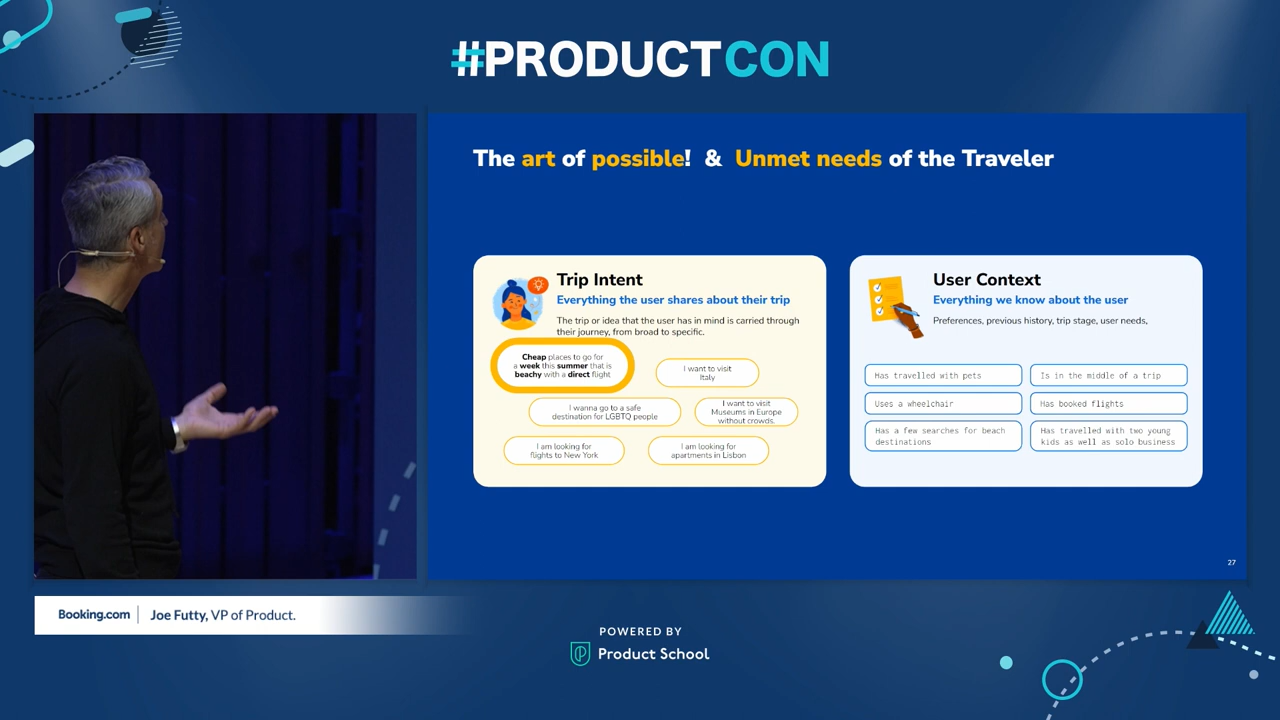 #PRODUCTCON
The art of possible! & Unmet needs of the Traveler
Trip Intent
Everything the user shares about their trip
The trip or idea that the user has in mind is carried through
their journey, from broad to specific.
Cheap places to go for
a week this summer that is
beachy with a direct flight
I want to visit
Italy
I wanna go to a safe
destination for LGBTQ people
I want to visit
Museums in Europe
without crowds.
I am looking for
flights to New York
I am looking for
apartments in Lisbon
User Context
Everything we know about the user
Preferences, previous history, trip stage, user needs,
Has travelled with pets
Is in the middle of a trip
Uses a wheelchair
Has booked flights
Has a few searches for beach
destinations
Has travelled with two young
kids as well as solo business
27
Booking.com
Joe Futty, VP of Product.
POWERED BY
Product School